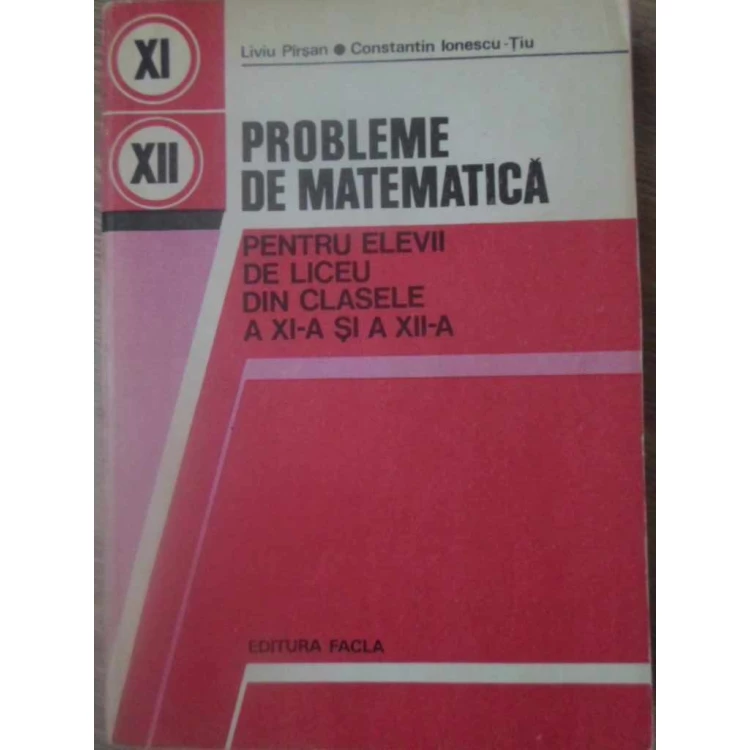 XI
XII
Liviu Pîrșan • Constantin Ionescu-Țiu
PROBLEME
DE MATEMATICĂ
PENTRU ELEVII
DE LICEU
DIN CLASELE
A XI-A ȘI A XII-A
EDITURA FACLA